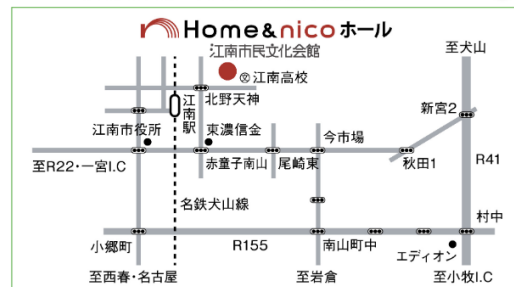 Home&nicoホール
江南市民文化会館
至犬山
㊫江南高校
北野天神
江南駅
新宮2
江南市役所
東濃信金
今市場
至R22・一宮I.C
赤童子南山
尾崎東
秋田1
R41
名鉄犬山線
村中
小郷町
R155
南山町中
エディオン
至西春・名古屋
至岩倉
至小牧I.C